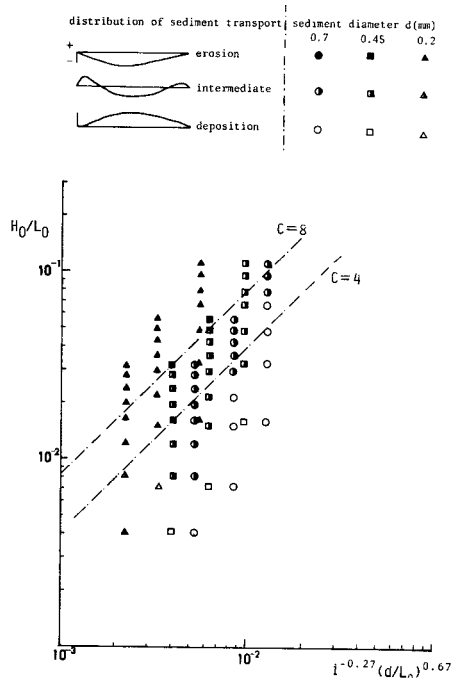 distribution of sediment transport sediment diameter d(mm)
0.7 0.45 0.2
+
− erosion
intermediate
deposition
H₀/L₀
C=8
10⁻¹
C=4
10⁻²
10⁻³ 10⁻² i⁻⁰·²⁷(d/L₀)⁰·⁶⁷